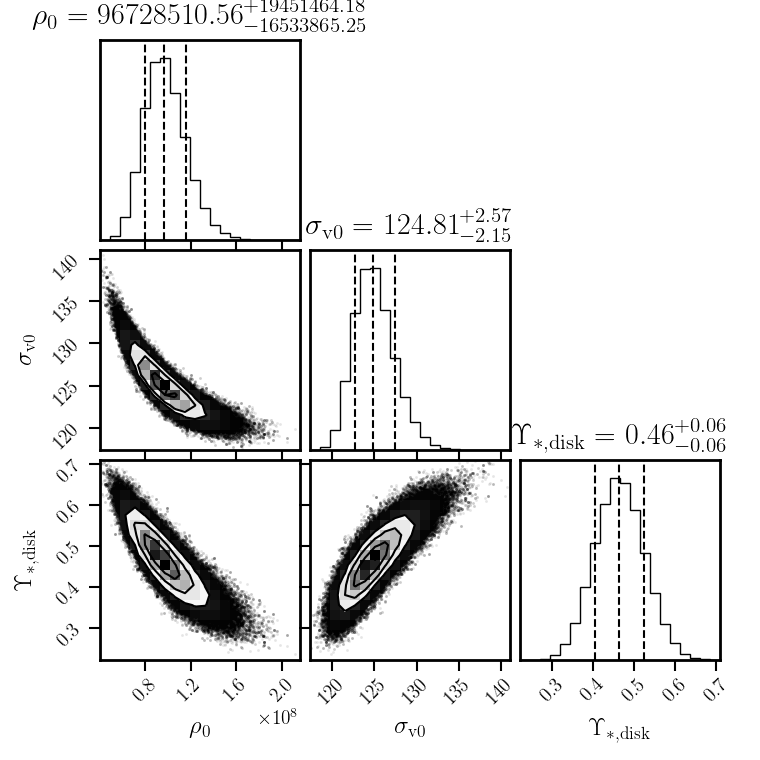 ρ₀ = 96728510.56 +19451464.18 −16533865.25
σᵥ₀ = 124.81 +2.57 −2.15
140
135
130
125
120
σᵥ₀
Υ*,disk = 0.46 +0.06 −0.06
0.7
0.6
0.5
0.4
0.3
Υ*,disk
0.8 1.2 1.6 2.0
×10⁸
ρ₀
120 125 130 135 140
σᵥ₀
0.3 0.4 0.5 0.6 0.7
Υ*,disk